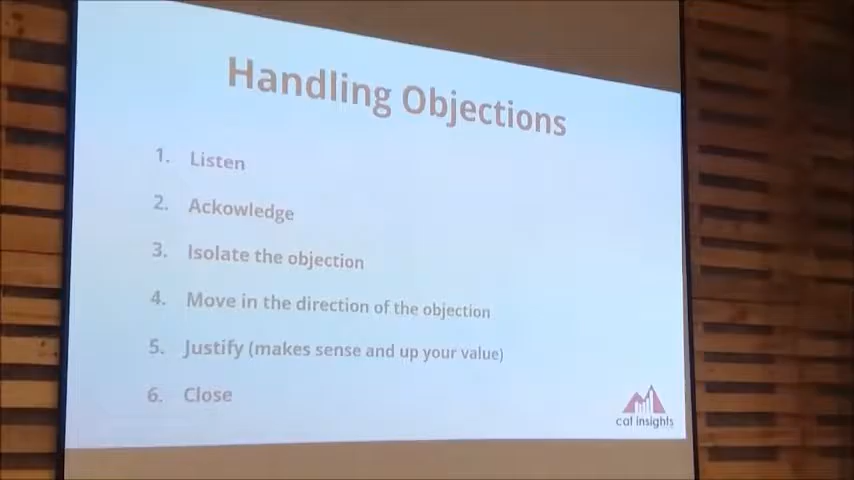 Handling Objections
1. Listen
2. Ackowledge
3. Isolate the objection
4. Move in the direction of the objection
5. Justify (makes sense and up your value)
6. Close
cal insights